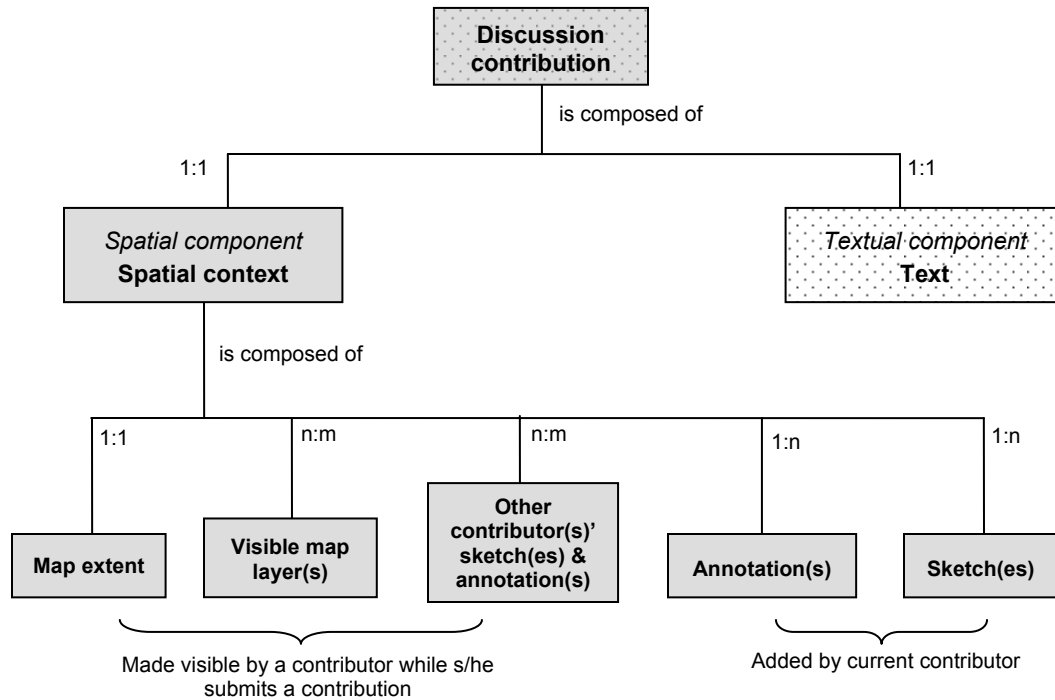 Discussion
contribution
is composed of
1:1
1:1
Spatial component
Spatial context
Textual component
Text
is composed of
1:1
n:m
n:m
1:n
1:n
Map extent
Visible map
layer(s)
Other
contributor(s)'
sketch(es) &
annotation(s)
Annotation(s)
Sketch(es)
Made visible by a contributor while s/he
submits a contribution
Added by current contributor